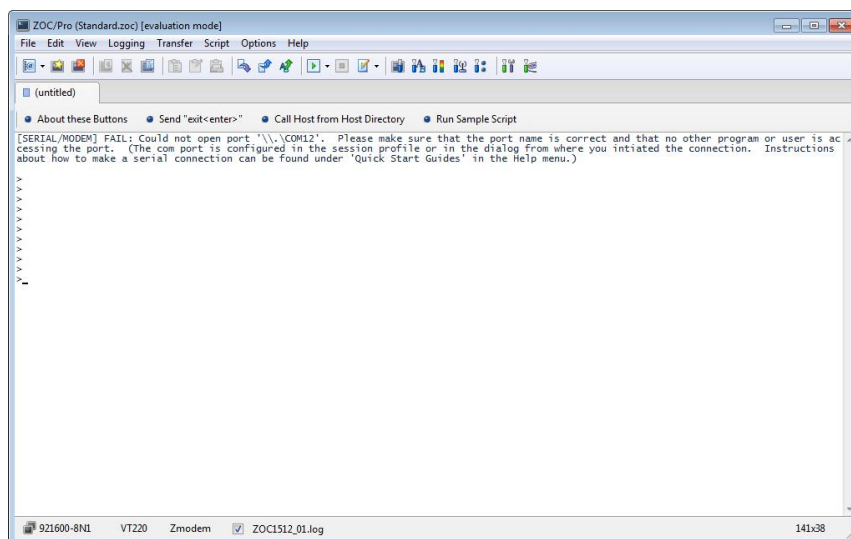 ZOC/Pro (Standard.zoc) [evaluation mode]
File Edit View Logging Transfer Script Options Help
(untitled)
About these Buttons Send "exit<enter>" Call Host from Host Directory Run Sample Script
[SERIAL/MODEM] FAIL: Could not open port '\\.\COM12'. Please make sure that the port name is correct and that no other program or user is ac
cessing the port. (The com port is configured in the session profile or in the dialog from where you intiated the connection. Instructions
about how to make a serial connection can be found under 'Quick Start Guides' in the Help menu.)
>
>
>
>
>
>
>
>
>
>
>_
921600-8N1 VT220 Zmodem ZOC1512_01.log 141x38